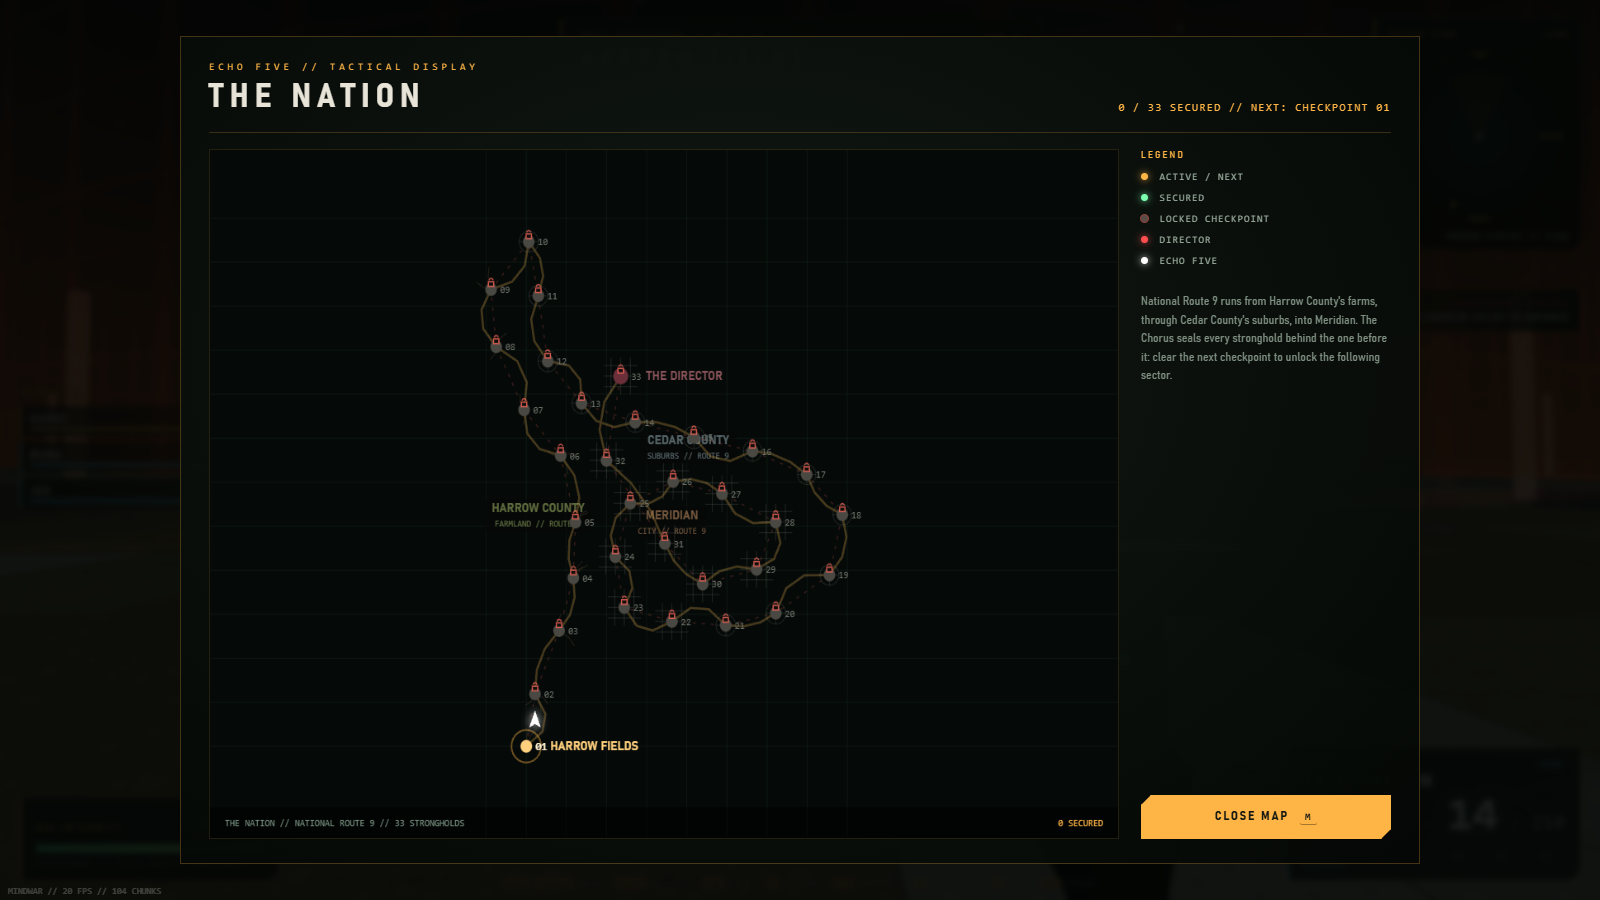 ECHO FIVE // TACTICAL DISPLAY
THE NATION
0 / 33 SECURED // NEXT: CHECKPOINT 01
LEGEND
ACTIVE / NEXT
SECURED
LOCKED CHECKPOINT
DIRECTOR
ECHO FIVE
National Route 9 runs from Harrow County's farms,
through Cedar County's suburbs, into Meridian. The
Chorus seals every stronghold behind the one before
it: clear the next checkpoint to unlock the following
sector.
10
09
11
08
12
33 THE DIRECTOR
13
07
14
CEDAR COUNTY
16
SUBURBS // ROUTE 9
06
32
17
26
27
25
HARROW COUNTY
MERIDIAN
18
FARMLAND // ROUTE
05
28
CITY // ROUTE 9
31
24
29
19
04
30
23
20
22
21
03
02
01 HARROW FIELDS
THE NATION // NATIONAL ROUTE 9 // 33 STRONGHOLDS
0 SECURED
CLOSE MAP M
14
MINDWAR // 20 FPS // 104 CHUNKS